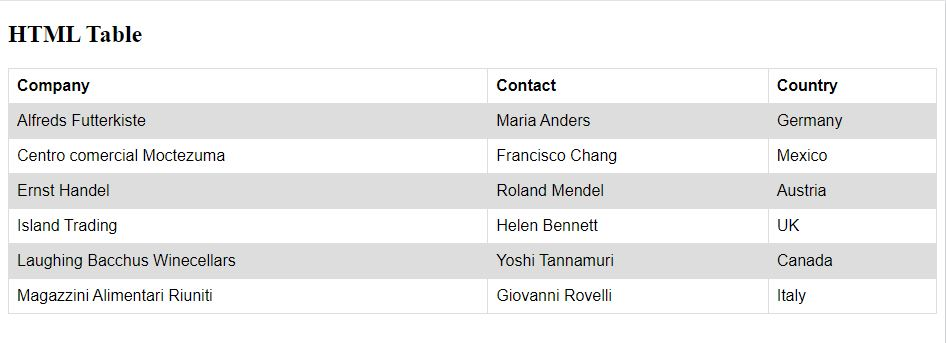 HTML Table
Company Contact Country
Alfreds Futterkiste Maria Anders Germany
Centro comercial Moctezuma Francisco Chang Mexico
Ernst Handel Roland Mendel Austria
Island Trading Helen Bennett UK
Laughing Bacchus Winecellars Yoshi Tannamuri Canada
Magazzini Alimentari Riuniti Giovanni Rovelli Italy